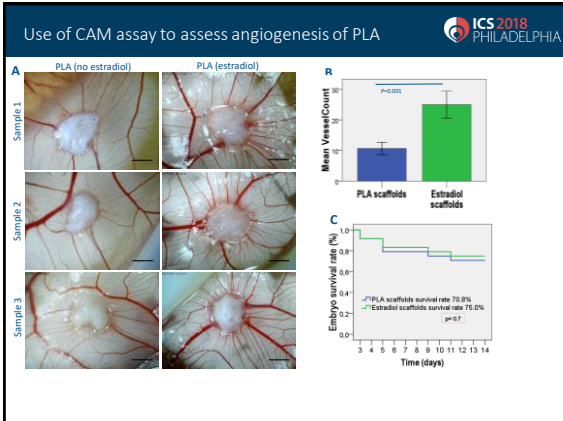 Use of CAM assay to assess angiogenesis of PLA
ICS 2018
PHILADELPHIA
A
PLA (no estradiol)
PLA (estradiol)
Sample 1
Sample 2
Sample 3
B
P=0.001
Mean VesselCount
30
20
10
0
PLA scaffolds
Estradiol
scaffolds
C
Embryo survival rate (%)
1,0
0,8
0,6
0,4
0,2
0,0
PLA scaffolds survival rate 70.8%
Estradiol scaffolds survival rate 75.0%
p= 0.7
3 4 5 6 7 8 9 10 11 12 13 14
Time (days)